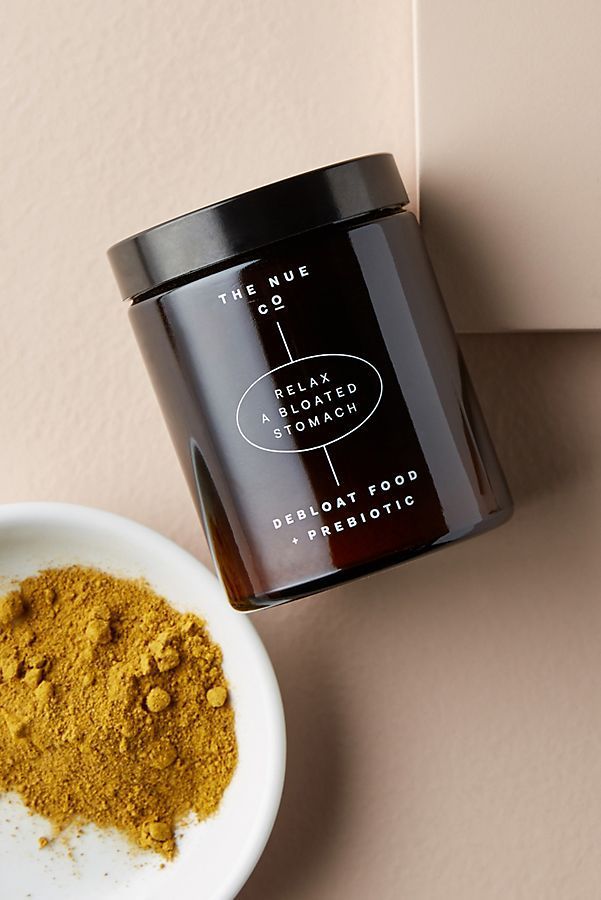 THE NUE
CO
RELAX
A BLOATED
STOMACH
DEBLOAT FOOD
+ PREBIOTIC